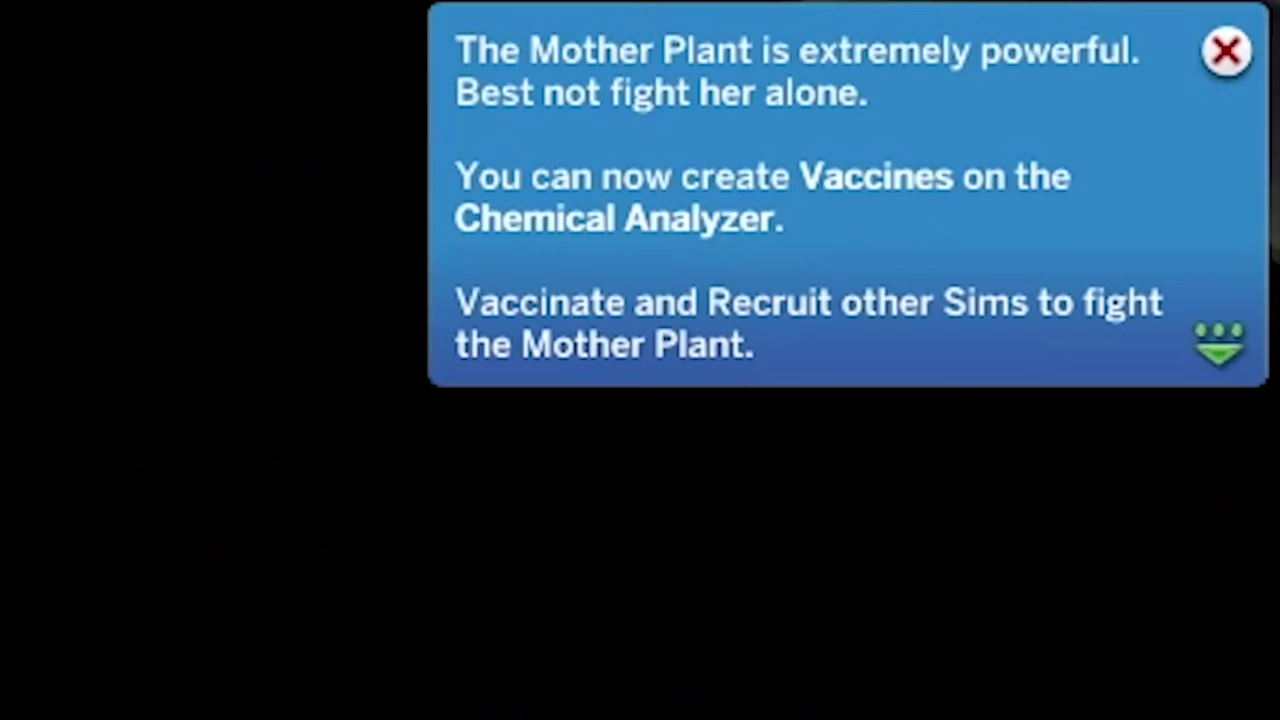 The Mother Plant is extremely powerful.
Best not fight her alone.
You can now create Vaccines on the
Chemical Analyzer.
Vaccinate and Recruit other Sims to fight
the Mother Plant.